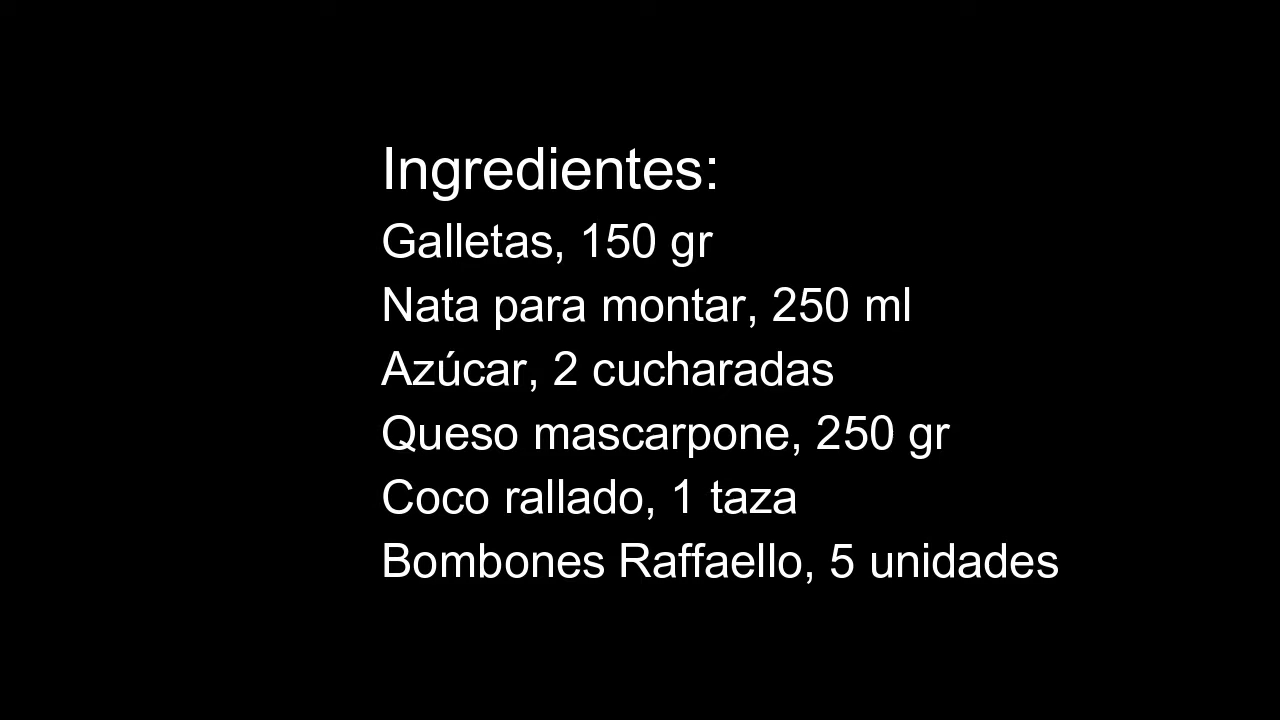 Ingredientes:
Galletas, 150 gr
Nata para montar, 250 ml
Azúcar, 2 cucharadas
Queso mascarpone, 250 gr
Coco rallado, 1 taza
Bombones Raffaello, 5 unidades